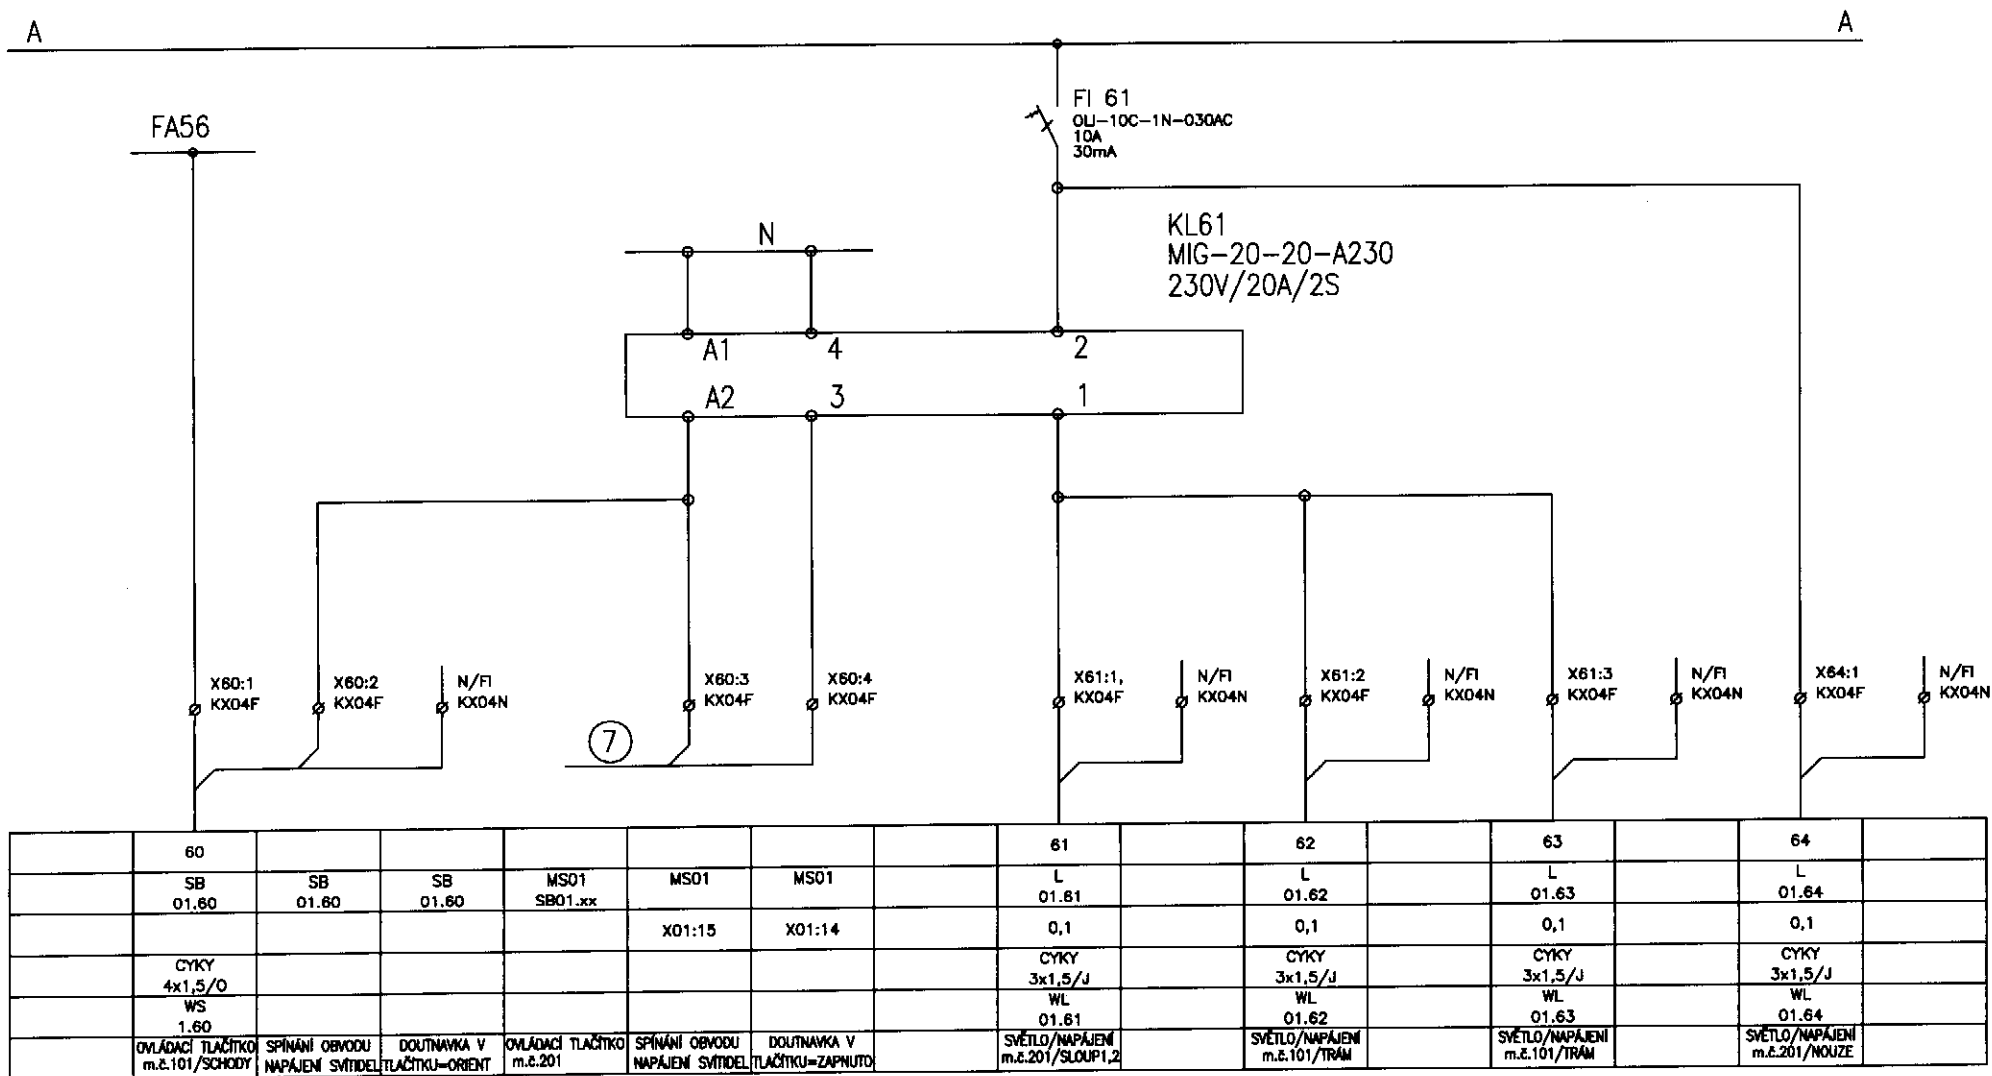 A
A
FA56
FI 61
OLI-10C-1N-030AC
10A
30mA
N
KL61
MIG-20-20-A230
230V/20A/2S
A1
4
2
A2
3
1
X60:1
KX04F
X60:2
KX04F
N/FI
KX04N
7
X60:3
KX04F
X60:4
KX04F
X61:1,
KX04F
N/FI
KX04N
X61:2
KX04F
N/FI
KX04N
X61:3
KX04F
N/FI
KX04N
X64:1
KX04F
N/FI
KX04N
60 61 62 63 64
SB SB SB MS01 MS01 MS01 L L L L
01.60 01.60 01.60 SB01.xx 01.61 01.62 01.63 01.64
X01:15 X01:14 0,1 0,1 0,1 0,1
CYKY CYKY CYKY CYKY CYKY
4x1,5/O 3x1,5/J 3x1,5/J 3x1,5/J 3x1,5/J
WS WL WL WL WL
1.60 01.61 01.62 01.63 01.64
OVLÁDACÍ TLAČÍTKO SPÍNÁNÍ OBVODU DOUTNAVKA V OVLÁDACÍ TLAČÍTKO SPÍNÁNÍ OBVODU DOUTNAVKA V SVĚTLO/NAPÁJENÍ SVĚTLO/NAPÁJENÍ SVĚTLO/NAPÁJENÍ SVĚTLO/NAPÁJENÍ
m.č.101/SCHODY NAPÁJENÍ SVÍTIDEL TLAČÍTKU=ORIENT m.č.201 NAPÁJENÍ SVÍTIDEL TLAČÍTKU=ZAPNUTO m.č.201/SLOUP1,2 m.č.101/TRÁM m.č.101/TRÁM m.č.201/NOUZE